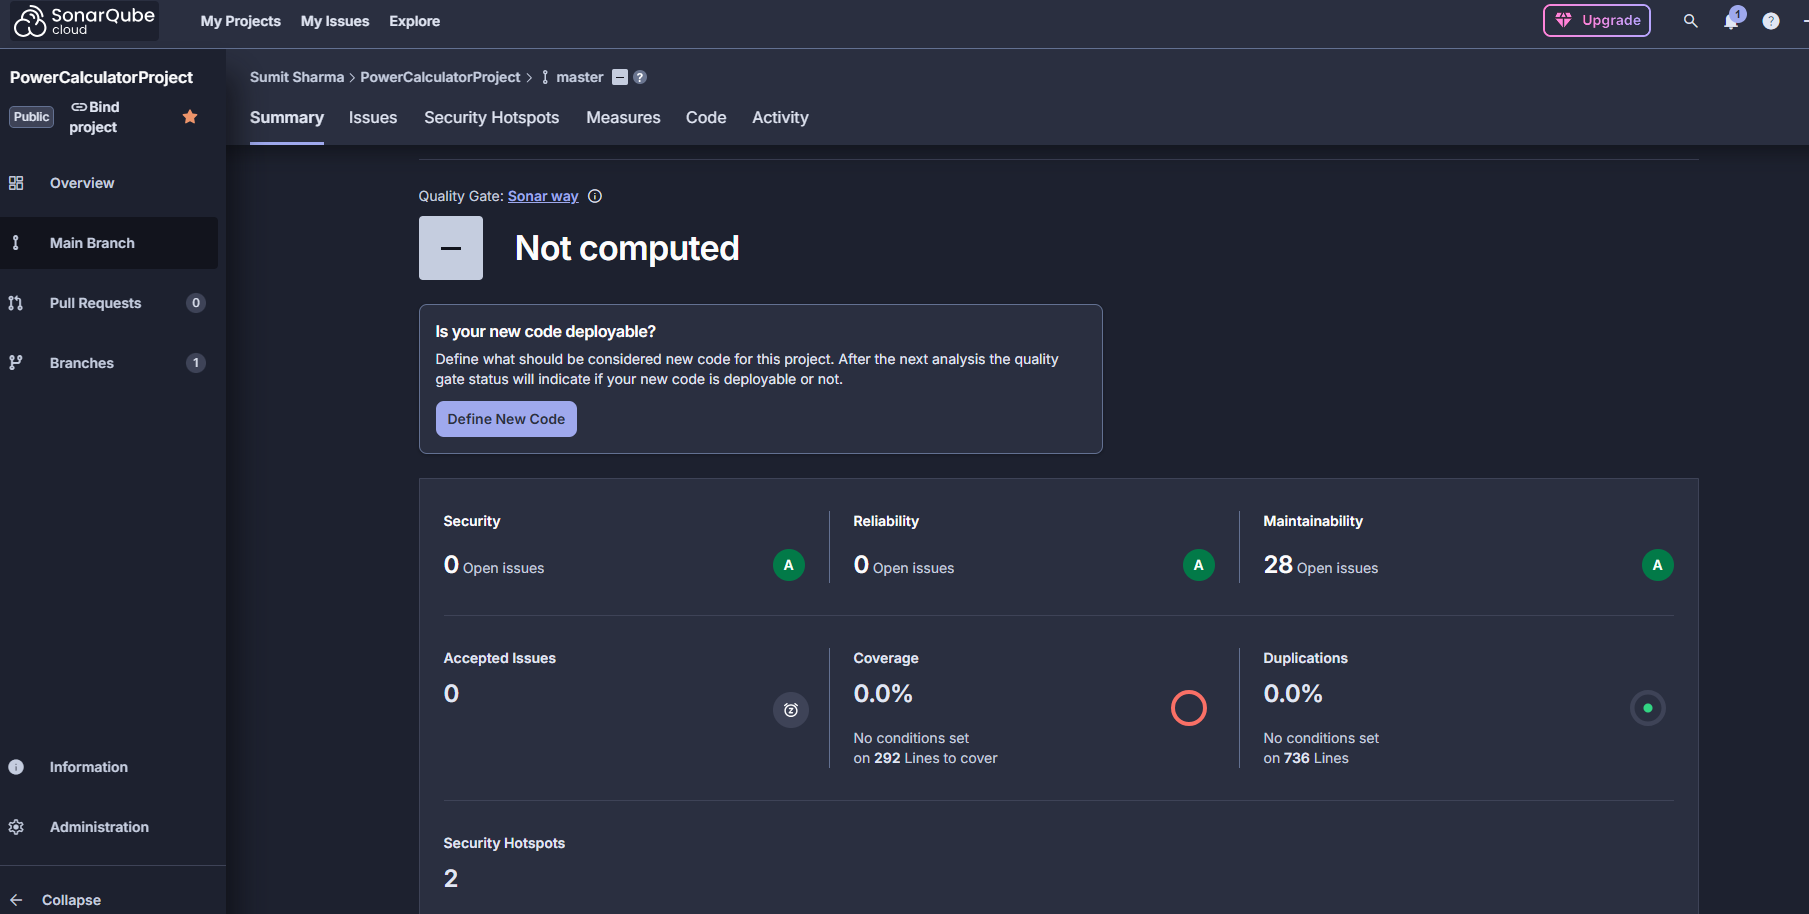 SonarQube
cloud
My Projects My Issues Explore
Upgrade
1
?
PowerCalculatorProject
Public
Bind
project
Overview
Main Branch
Pull Requests 0
Branches 1
Information
Administration
Collapse
Sumit Sharma > PowerCalculatorProject > master ?
Summary Issues Security Hotspots Measures Code Activity
Quality Gate: Sonar way
Not computed
Is your new code deployable?
Define what should be considered new code for this project. After the next analysis the quality
gate status will indicate if your new code is deployable or not.
Define New Code
Security
0 Open issues
A
Reliability
0 Open issues
A
Maintainability
28 Open issues
A
Accepted Issues
0
Coverage
0.0%
No conditions set
on 292 Lines to cover
Duplications
0.0%
No conditions set
on 736 Lines
Security Hotspots
2